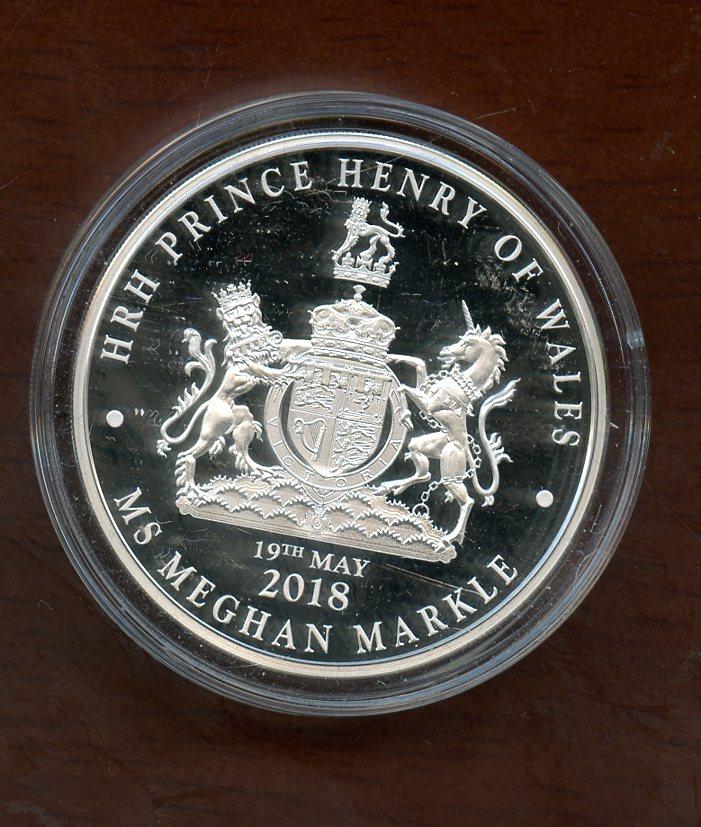 HRH PRINCE HENRY OF WALES
19TH MAY
2018
MS MEGHAN MARKLE